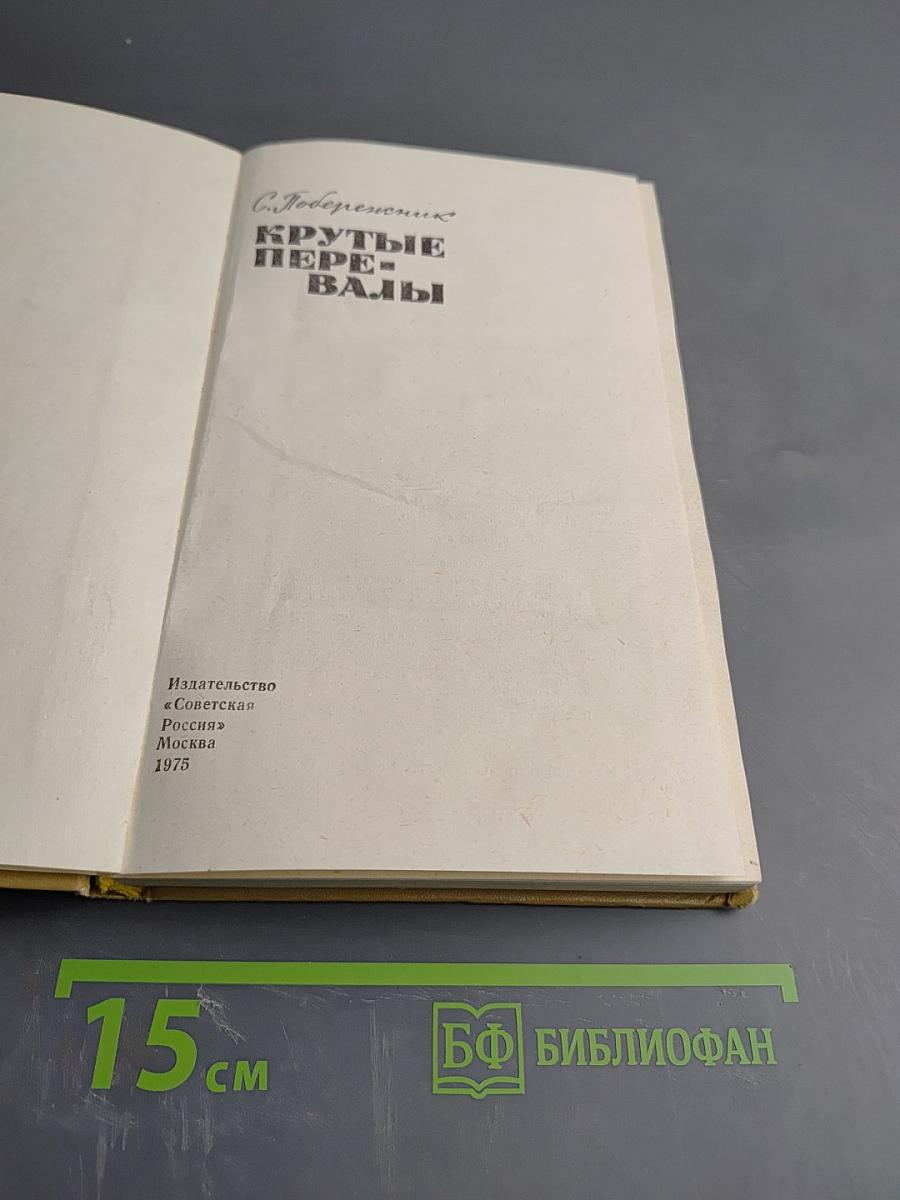 С. Побережник
КРУТЫЕ
ПЕРЕ-
ВАЛЫ
Издательство
«Советская
Россия»
Москва
1975
15 см
БФ БИБЛИОФАН